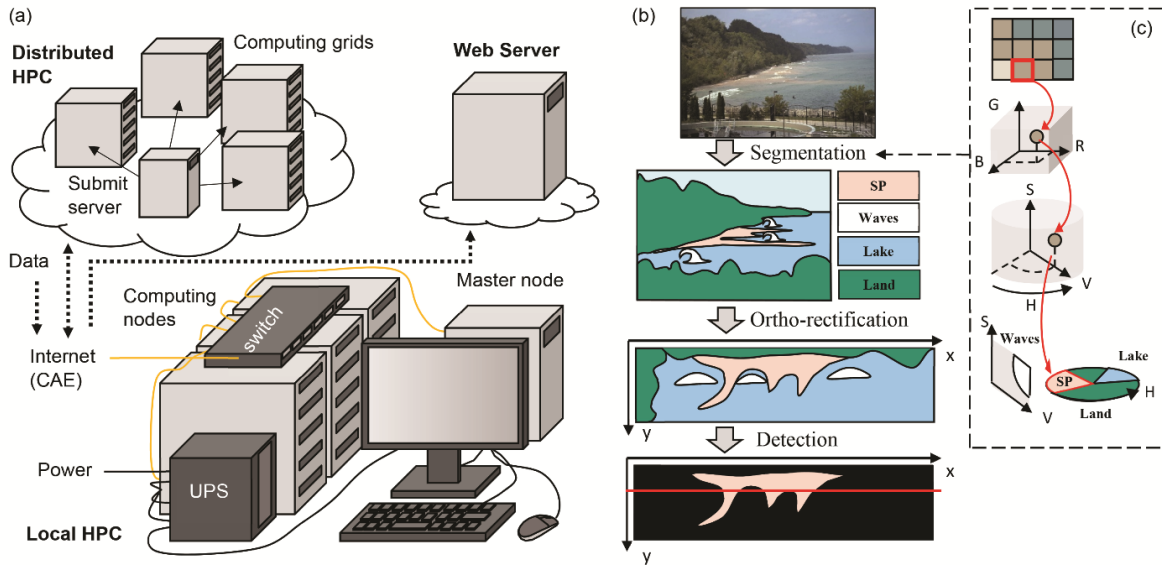 (a)
Distributed
HPC
Computing grids
Web Server
Submit
server
Data
Computing
nodes
switch
Master node
Internet
(CAE)
Power
UPS
Local HPC
(b)
Segmentation
SP
Waves
Lake
Land
Ortho-rectification
x
y
Detection
x
y
(c)
G
B
R
S
V
H
S
Waves
V
Lake
SP
H
Land